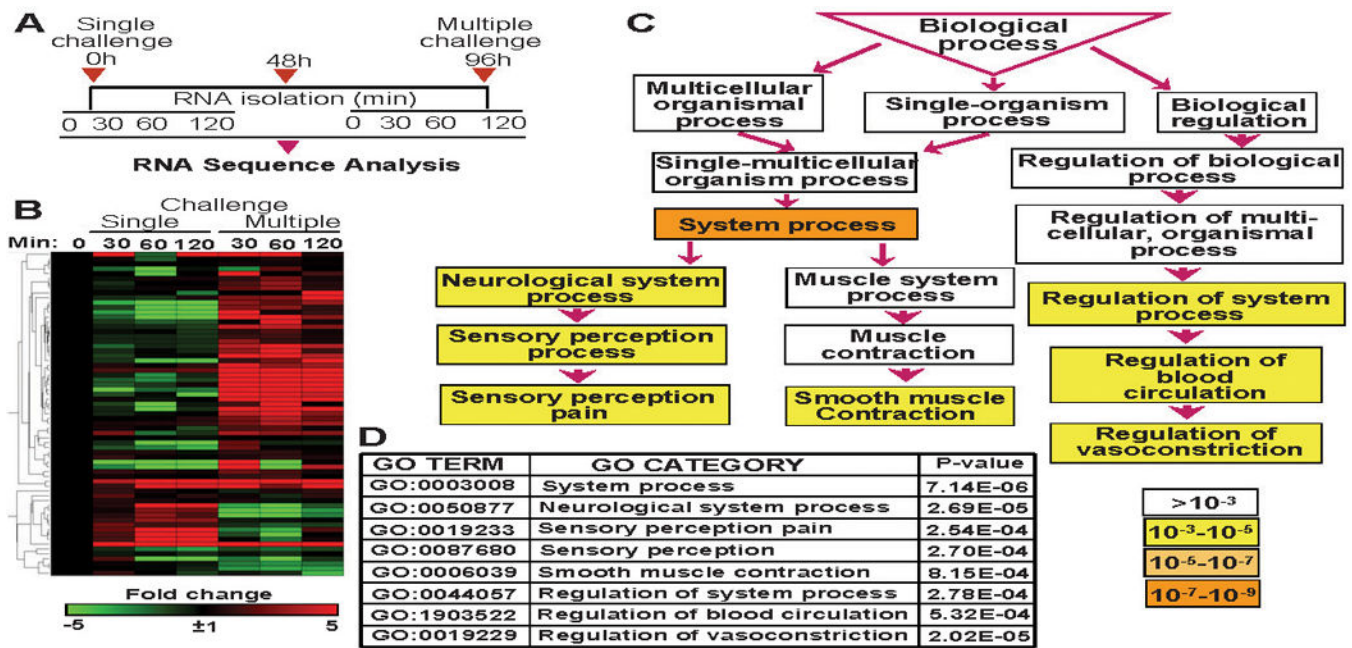 A
Single
challenge
0h
48h
Multiple
challenge
96h
RNA isolation (min)
0 30 60 120
0 30 60 120
RNA Sequence Analysis
B
Challenge
Single
Multiple
Min: 0 30 60 120 30 60 120
Fold change
-5
±1
5
C
Biological
process
Multicellular
organismal
process
Single-organism
process
Biological
regulation
Single-multicellular
organism process
Regulation of biological
process
System process
Regulation of multi-
cellular, organismal
process
Neurological system
process
Muscle system
process
Regulation of system
process
Sensory perception
process
Muscle
contraction
Regulation of
blood
circulation
Sensory perception
pain
Smooth muscle
Contraction
Regulation of
vasoconstriction
>10-3
10-3-10-5
10-5-10-7
10-7-10-9
D
GO TERM GO CATEGORY P-value
GO:0003008 System process 7.14E-06
GO:0050877 Neurological system process 2.69E-05
GO:0019233 Sensory perception pain 2.54E-04
GO:0087680 Sensory perception 2.70E-04
GO:0006039 Smooth muscle contraction 8.15E-04
GO:0044057 Regulation of system process 2.78E-04
GO:1903522 Regulation of blood circulation 5.32E-04
GO:0019229 Regulation of vasoconstriction 2.02E-05